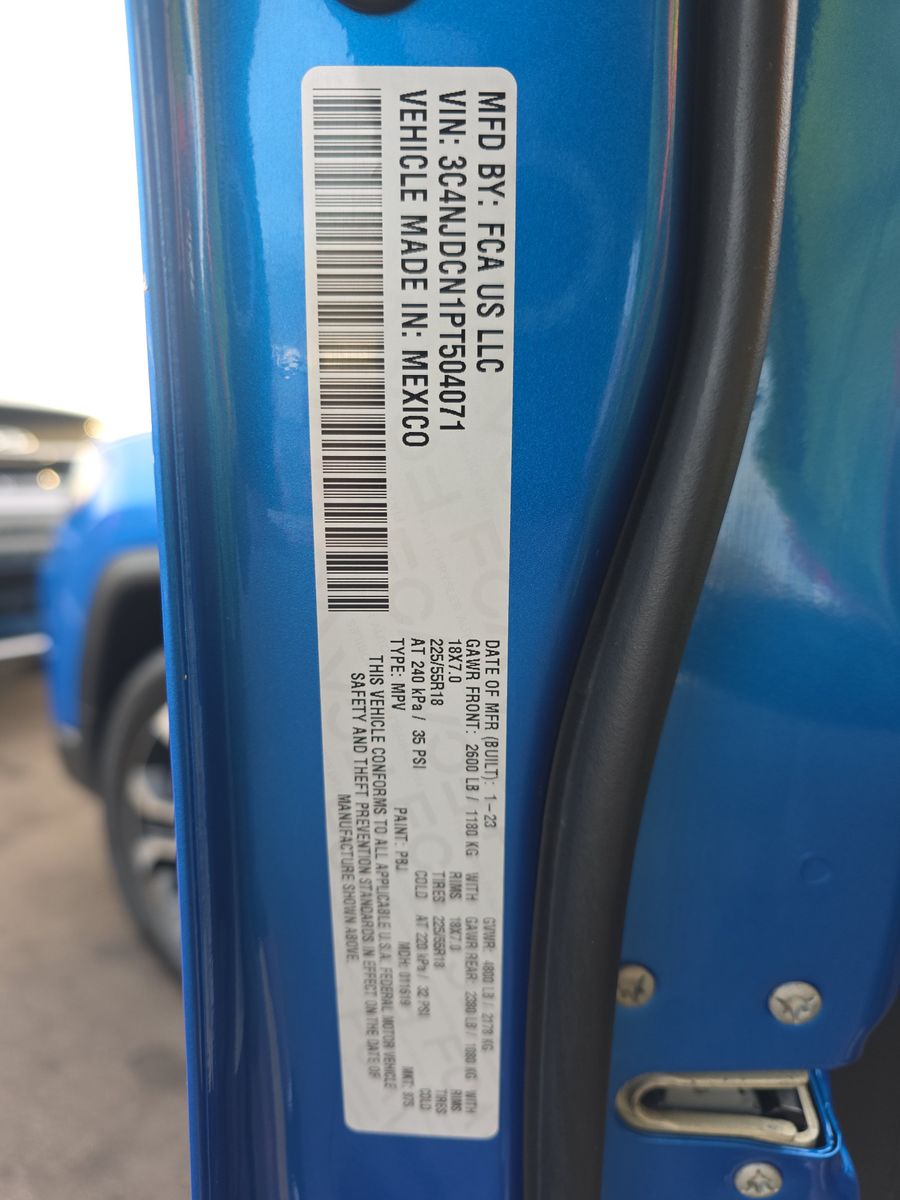 MFD BY: FCA US LLC
VIN: 3C4NJDCN1PT504071
VEHICLE MADE IN: MEXICO
DATE OF MFR (BUILT): 1-23 GVWR: 4800 LB / 2178 KG
GAWR FRONT: 2600 LB / 1180 KG WITH GAWR REAR: 2380 LB / 1080 KG WITH
18X7.0 RIMS 18X7.0 RIMS
225/55R18 TIRES 225/55R18 TIRES
AT 240 kPa / 35 PSI COLD AT 220 kPa / 32 PSI COLD
TYPE: MPV PAINT: PBJ MDH: 011619 MKT:
THIS VEHICLE CONFORMS TO ALL APPLICABLE U.S.A. FEDERAL MOTOR VEHICLE
SAFETY AND THEFT PREVENTION STANDARDS IN EFFECT ON THE DATE OF
MANUFACTURE SHOWN ABOVE.